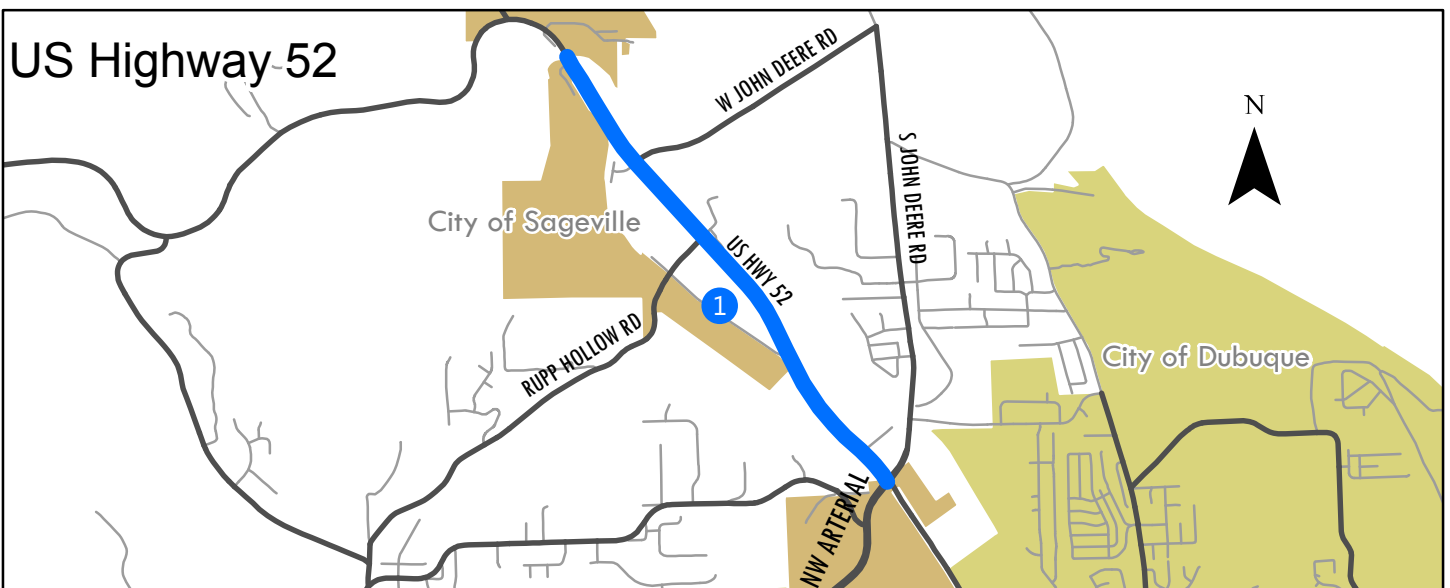 US Highway 52
W JOHN DEERE RD
N
S JOHN DEERE RD
City of Sageville
US HWY 52
1
RUPP HOLLOW RD
City of Dubuque
NW ARTERIAL